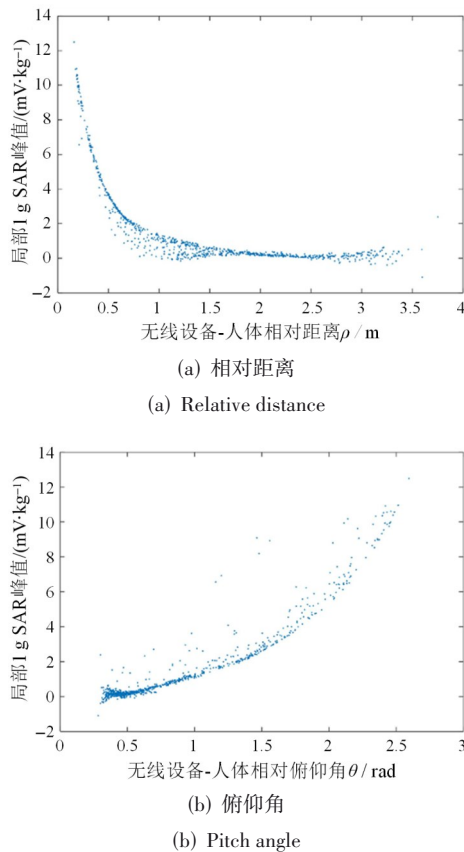 14
12
10
8
6
4
2
0
−2
0 0.5 1 1.5 2 2.5 3 3.5 4
局部1 g SAR峰值/(mV·kg⁻¹)
无线设备-人体相对距离ρ / m
(a) 相对距离
(a) Relative distance
14
12
10
8
6
4
2
0
−2
0 0.5 1 1.5 2 2.5 3
局部1 g SAR峰值/(mV·kg⁻¹)
无线设备-人体相对俯仰角θ / rad
(b) 俯仰角
(b) Pitch angle